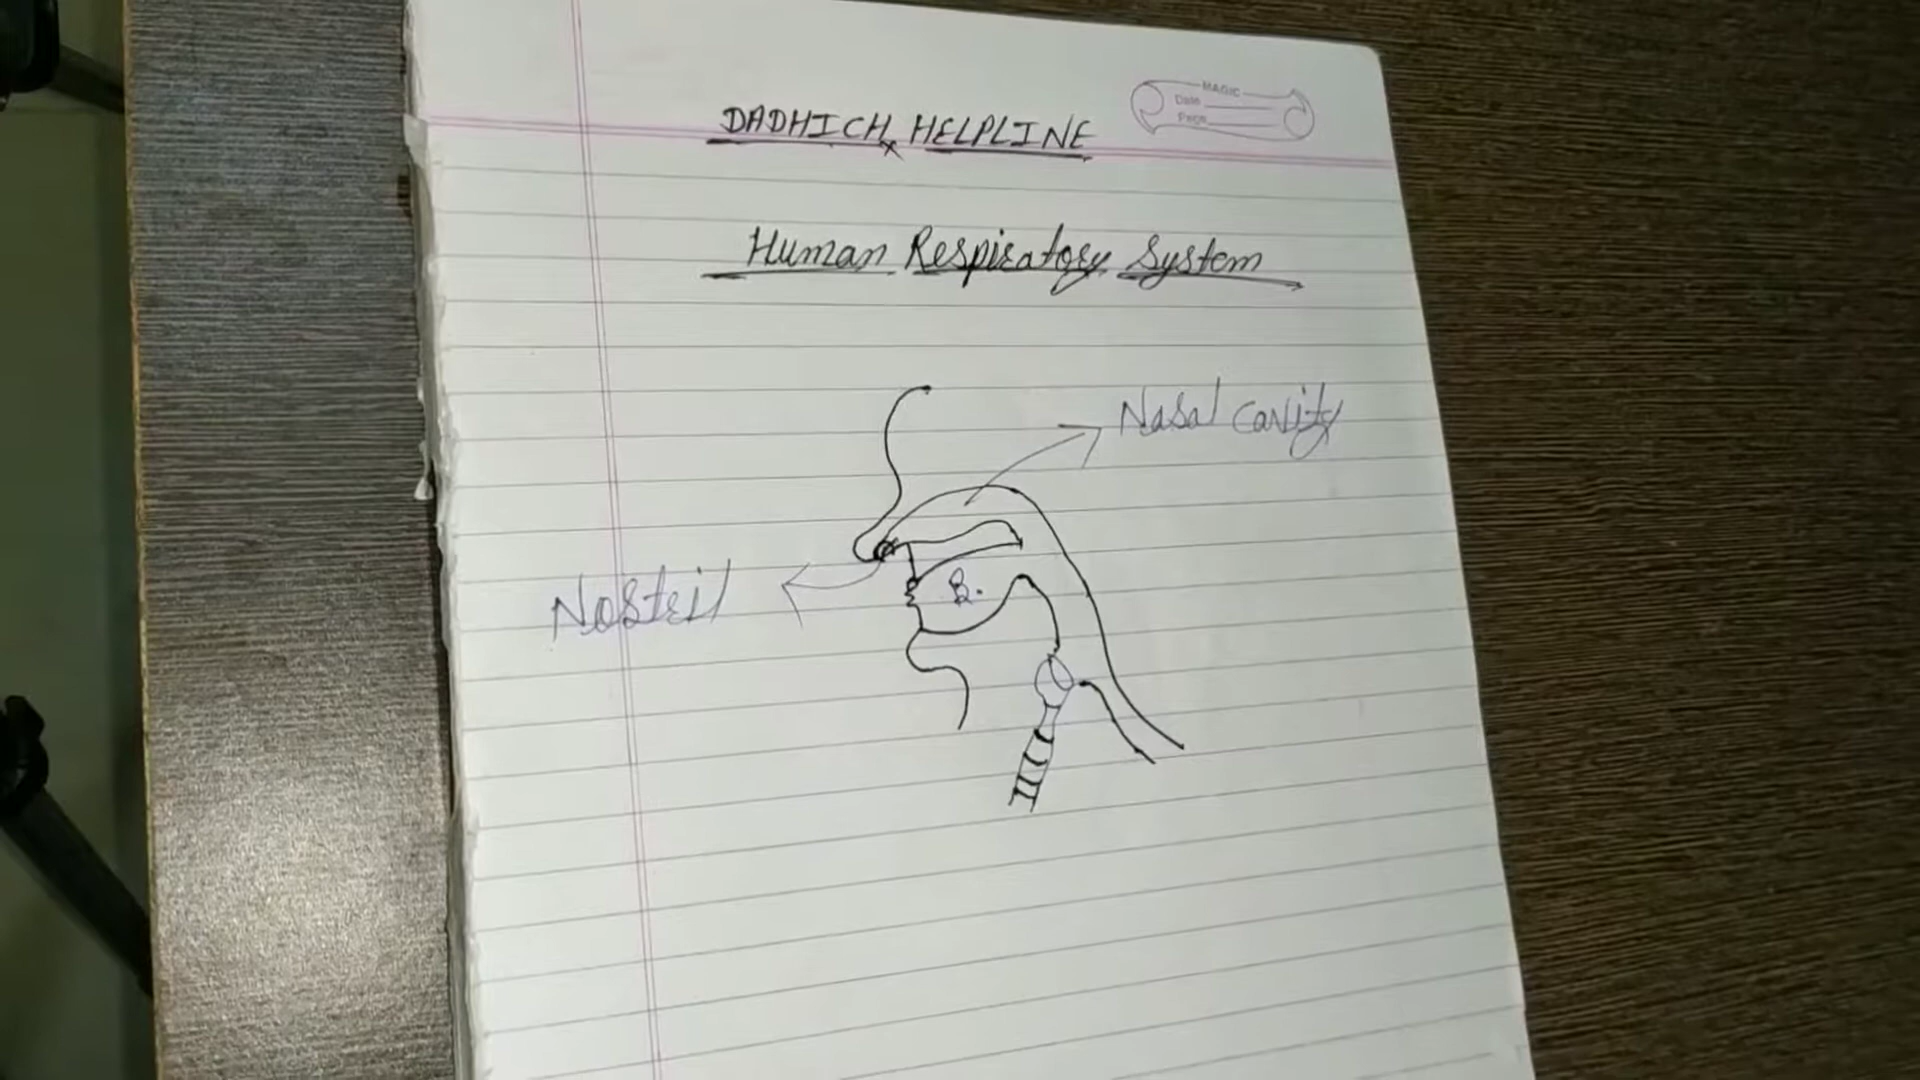 MAGIC
Date
Page
DADHICH HELPLINE
Human Respiratory System
Nasal cavity
Nostril
B.